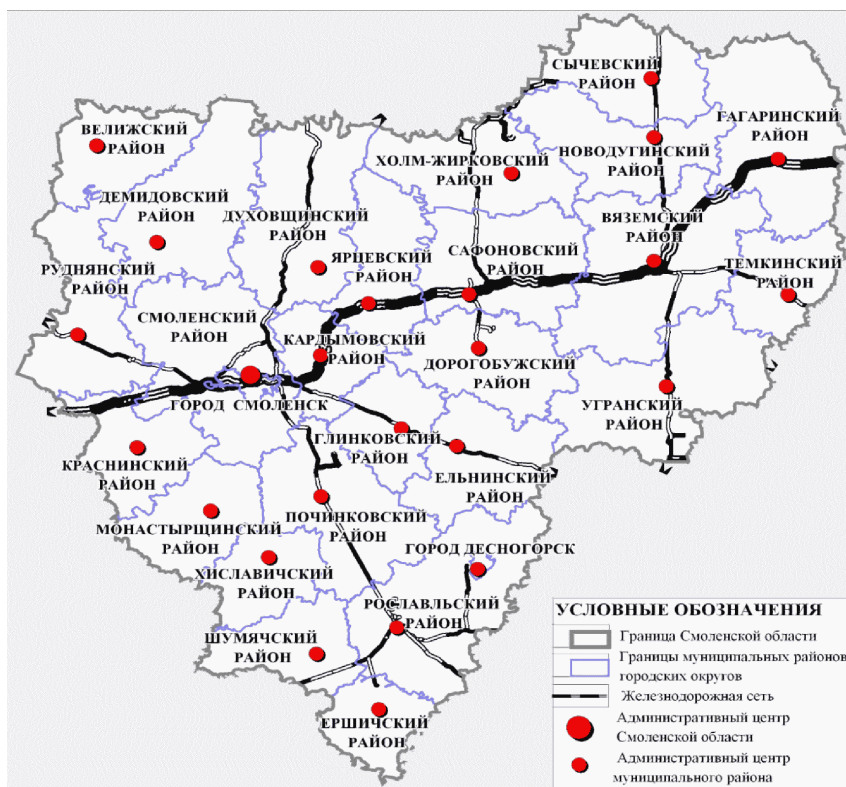 СЫЧЕВСКИЙ
РАЙОН
ГАГАРИНСКИЙ
РАЙОН
ВЕЛИЖСКИЙ
РАЙОН
НОВОДУГИНСКИЙ
РАЙОН
ХОЛМ-ЖИРКОВСКИЙ
РАЙОН
ДЕМИДОВСКИЙ
РАЙОН
ДУХОВЩИНСКИЙ
РАЙОН
ВЯЗЕМСКИЙ
РАЙОН
САФОНОВСКИЙ
РАЙОН
ЯРЦЕВСКИЙ
РАЙОН
ТЕМКИНСКИЙ
РАЙОН
РУДНЯНСКИЙ
РАЙОН
СМОЛЕНСКИЙ
РАЙОН
КАРДЫМОВСКИЙ
РАЙОН
ДОРОГОБУЖСКИЙ
РАЙОН
ГОРОД СМОЛЕНСК
УГРАНСКИЙ
РАЙОН
ГЛИНКОВСКИЙ
РАЙОН
КРАСНИНСКИЙ
РАЙОН
ЕЛЬНИНСКИЙ
РАЙОН
ПОЧИНКОВСКИЙ
РАЙОН
МОНАСТЫРЩИНСКИЙ
РАЙОН
ГОРОД ДЕСНОГОРСК
ХИСЛАВИЧСКИЙ
РАЙОН
РОСЛАВЛЬСКИЙ
РАЙОН
ШУМЯЧСКИЙ
РАЙОН
ЕРШИЧСКИЙ
РАЙОН
УСЛОВНЫЕ ОБОЗНАЧЕНИЯ
Граница Смоленской области
Границы муниципальных районов
городских округов
Железнодорожная сеть
Административный центр
Смоленской области
Административный центр
муниципального района